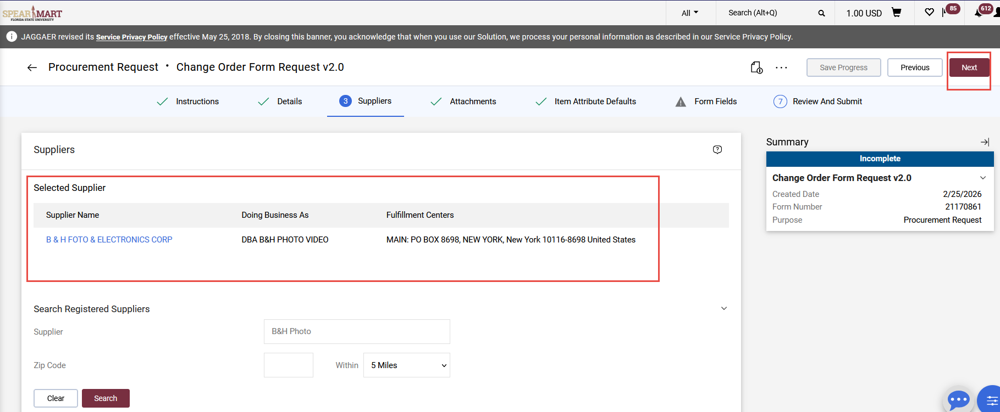 SPEAR MART
FLORIDA STATE UNIVERSITY
All
Search (Alt+Q)
1.00 USD
85
612
i JAGGAER revised its Service Privacy Policy effective May 25, 2018. By closing this banner, you acknowledge that when you use our Solution, we process your personal information as described in our Service Privacy Policy.
Procurement Request • Change Order Form Request v2.0
Save Progress
Previous
Next
Instructions
Details
3 Suppliers
Attachments
Item Attribute Defaults
Form Fields
7 Review And Submit
Suppliers
?
Selected Supplier
Supplier Name Doing Business As Fulfillment Centers
B & H FOTO & ELECTRONICS CORP DBA B&H PHOTO VIDEO MAIN: PO BOX 8698, NEW YORK, New York 10116-8698 United States
Search Registered Suppliers
Supplier B&H Photo
Zip Code Within 5 Miles
Clear Search
Summary
Incomplete
Change Order Form Request v2.0
Created Date 2/25/2026
Form Number 21170861
Purpose Procurement Request